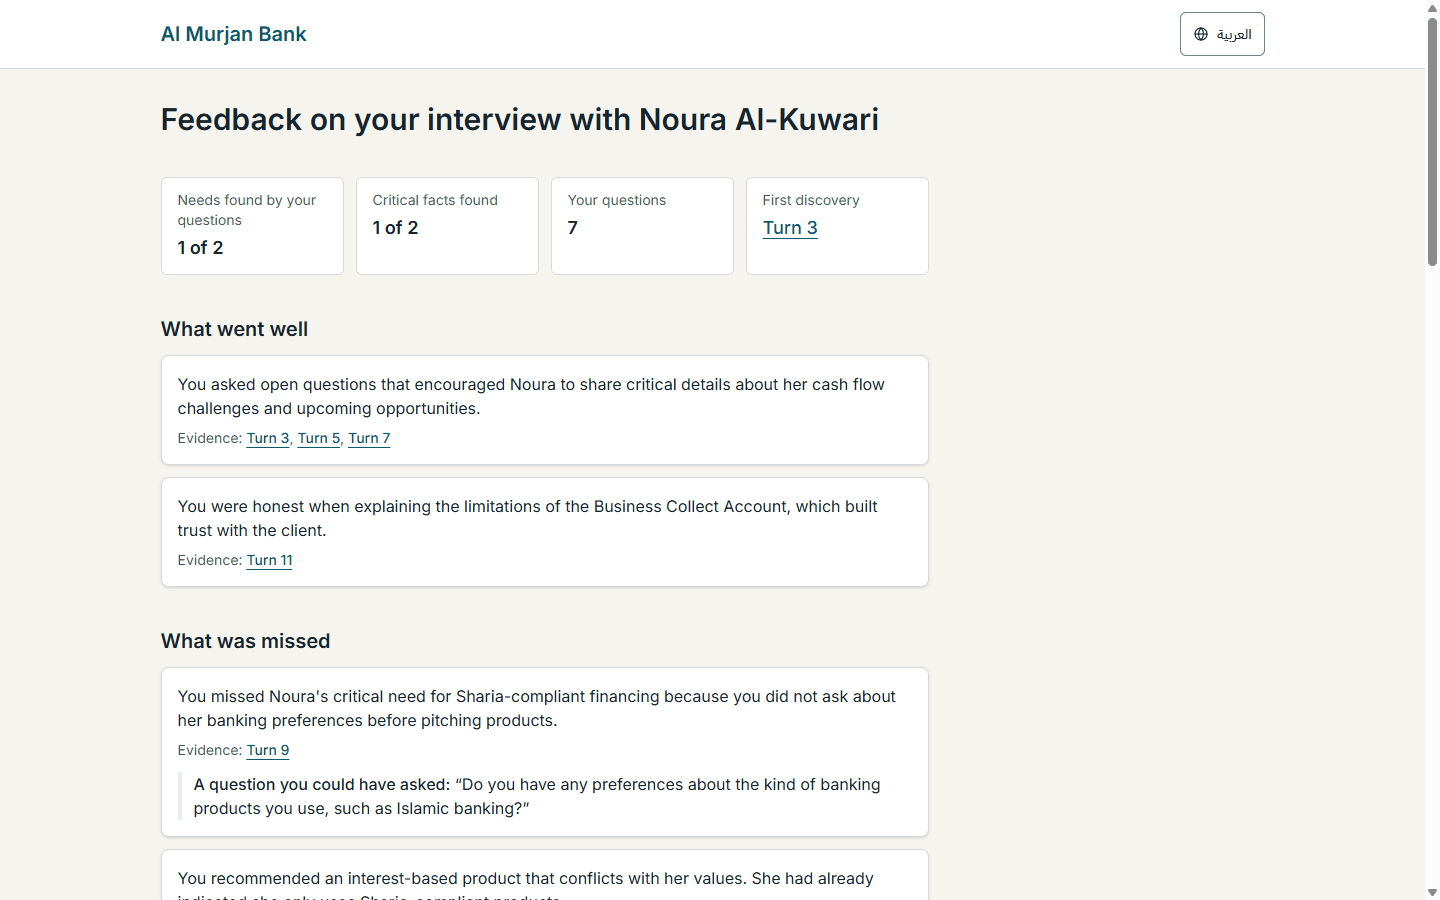 Al Murjan Bank
العربية
Feedback on your interview with Noura Al-Kuwari
Needs found by your
questions
1 of 2
Critical facts found
1 of 2
Your questions
7
First discovery
Turn 3
What went well
You asked open questions that encouraged Noura to share critical details about her cash flow
challenges and upcoming opportunities.
Evidence: Turn 3, Turn 5, Turn 7
You were honest when explaining the limitations of the Business Collect Account, which built
trust with the client.
Evidence: Turn 11
What was missed
You missed Noura's critical need for Sharia-compliant financing because you did not ask about
her banking preferences before pitching products.
Evidence: Turn 9
A question you could have asked: “Do you have any preferences about the kind of banking
products you use, such as Islamic banking?”
You recommended an interest-based product that conflicts with her values. She had already
indicated she only uses Sharia-compliant products.